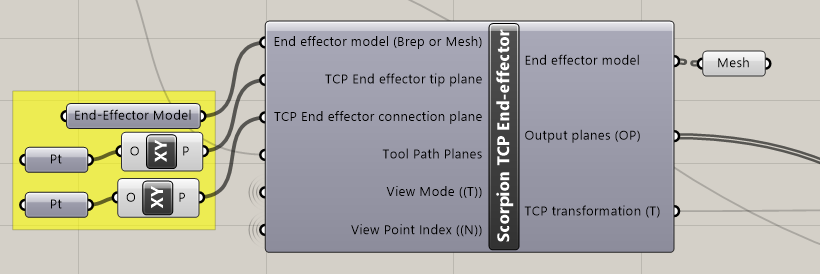 End effector model (Brep or Mesh)
TCP End effector tip plane
TCP End effector connection plane
Tool Path Planes
View Mode ((T))
View Point Index ((N))
Scorpion TCP End-effector
End effector model
Output planes (OP)
TCP transformation (T)
Mesh
End-Effector Model
Pt
O XY P
Pt
O XY P